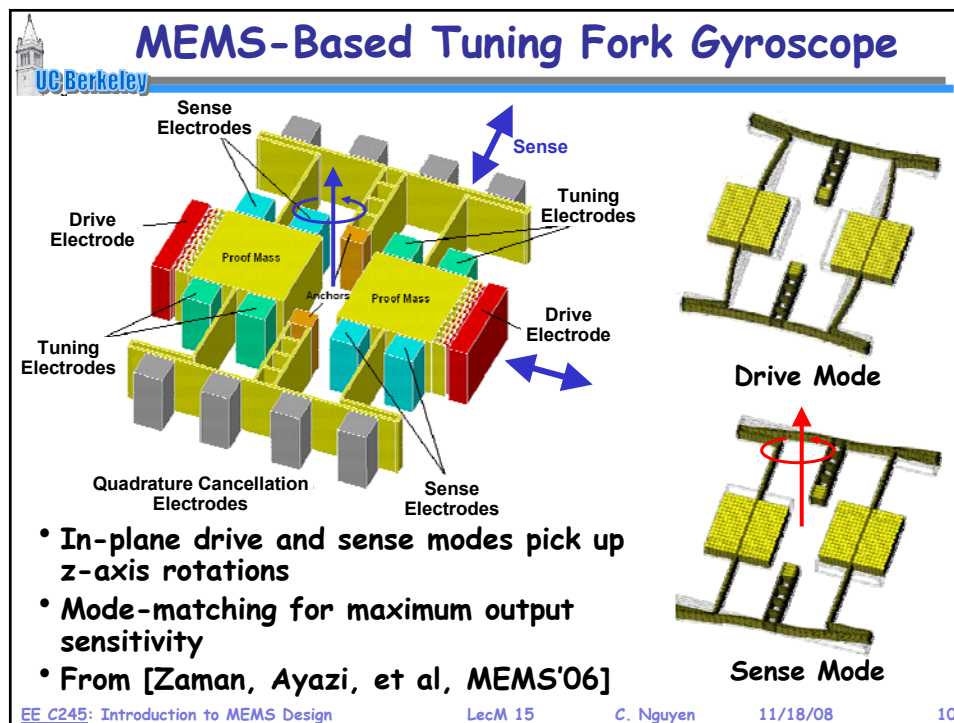 MEMS-Based Tuning Fork Gyroscope
UC Berkeley
Sense
Electrodes
Sense
Tuning
Electrodes
Drive
Electrode
Proof Mass
Anchors
Proof Mass
Drive
Electrode
Tuning
Electrodes
Drive Mode
Quadrature Cancellation
Electrodes
Sense
Electrodes
• In-plane drive and sense modes pick up
z-axis rotations
• Mode-matching for maximum output
sensitivity
• From [Zaman, Ayazi, et al, MEMS'06]
Sense Mode
EE C245: Introduction to MEMS Design LecM 15 C. Nguyen 11/18/08 10